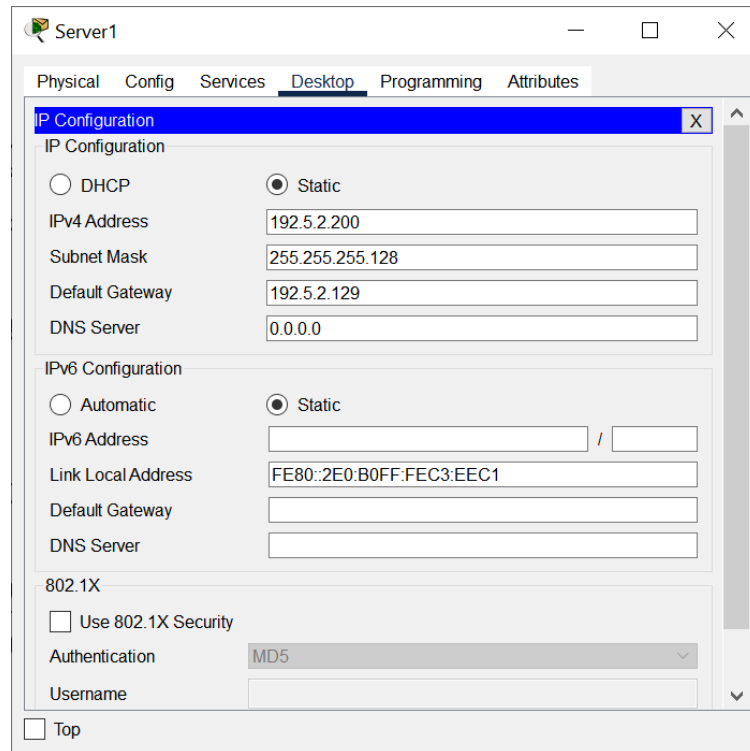 Server1
Physical Config Services Desktop Programming Attributes
IP Configuration X
IP Configuration
DHCP Static
IPv4 Address 192.5.2.200
Subnet Mask 255.255.255.128
Default Gateway 192.5.2.129
DNS Server 0.0.0.0
IPv6 Configuration
Automatic Static
IPv6 Address /
Link Local Address FE80::2E0:B0FF:FEC3:EEC1
Default Gateway
DNS Server
802.1X
Use 802.1X Security
Authentication MD5
Username
Top